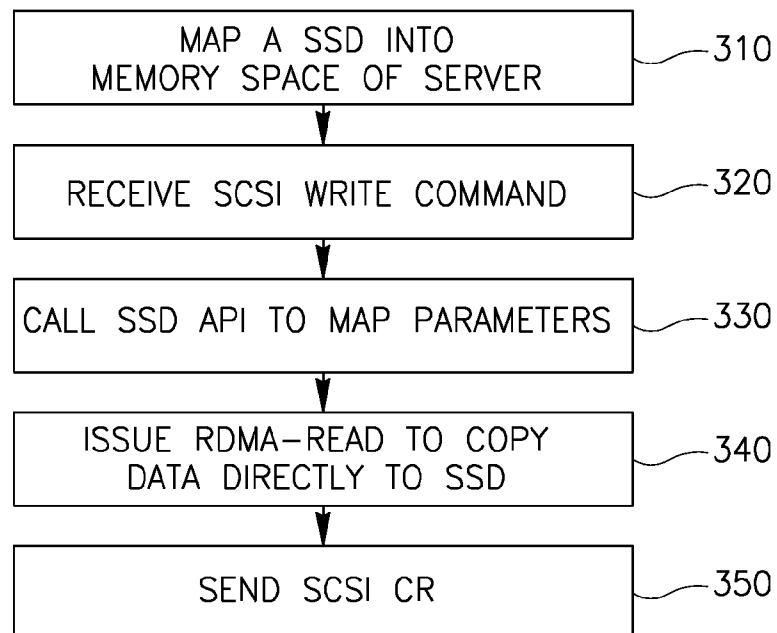 MAP A SSD INTO
MEMORY SPACE OF SERVER
310
RECEIVE SCSI WRITE COMMAND
320
CALL SSD API TO MAP PARAMETERS
330
ISSUE RDMA-READ TO COPY
DATA DIRECTLY TO SSD
340
SEND SCSI CR
350